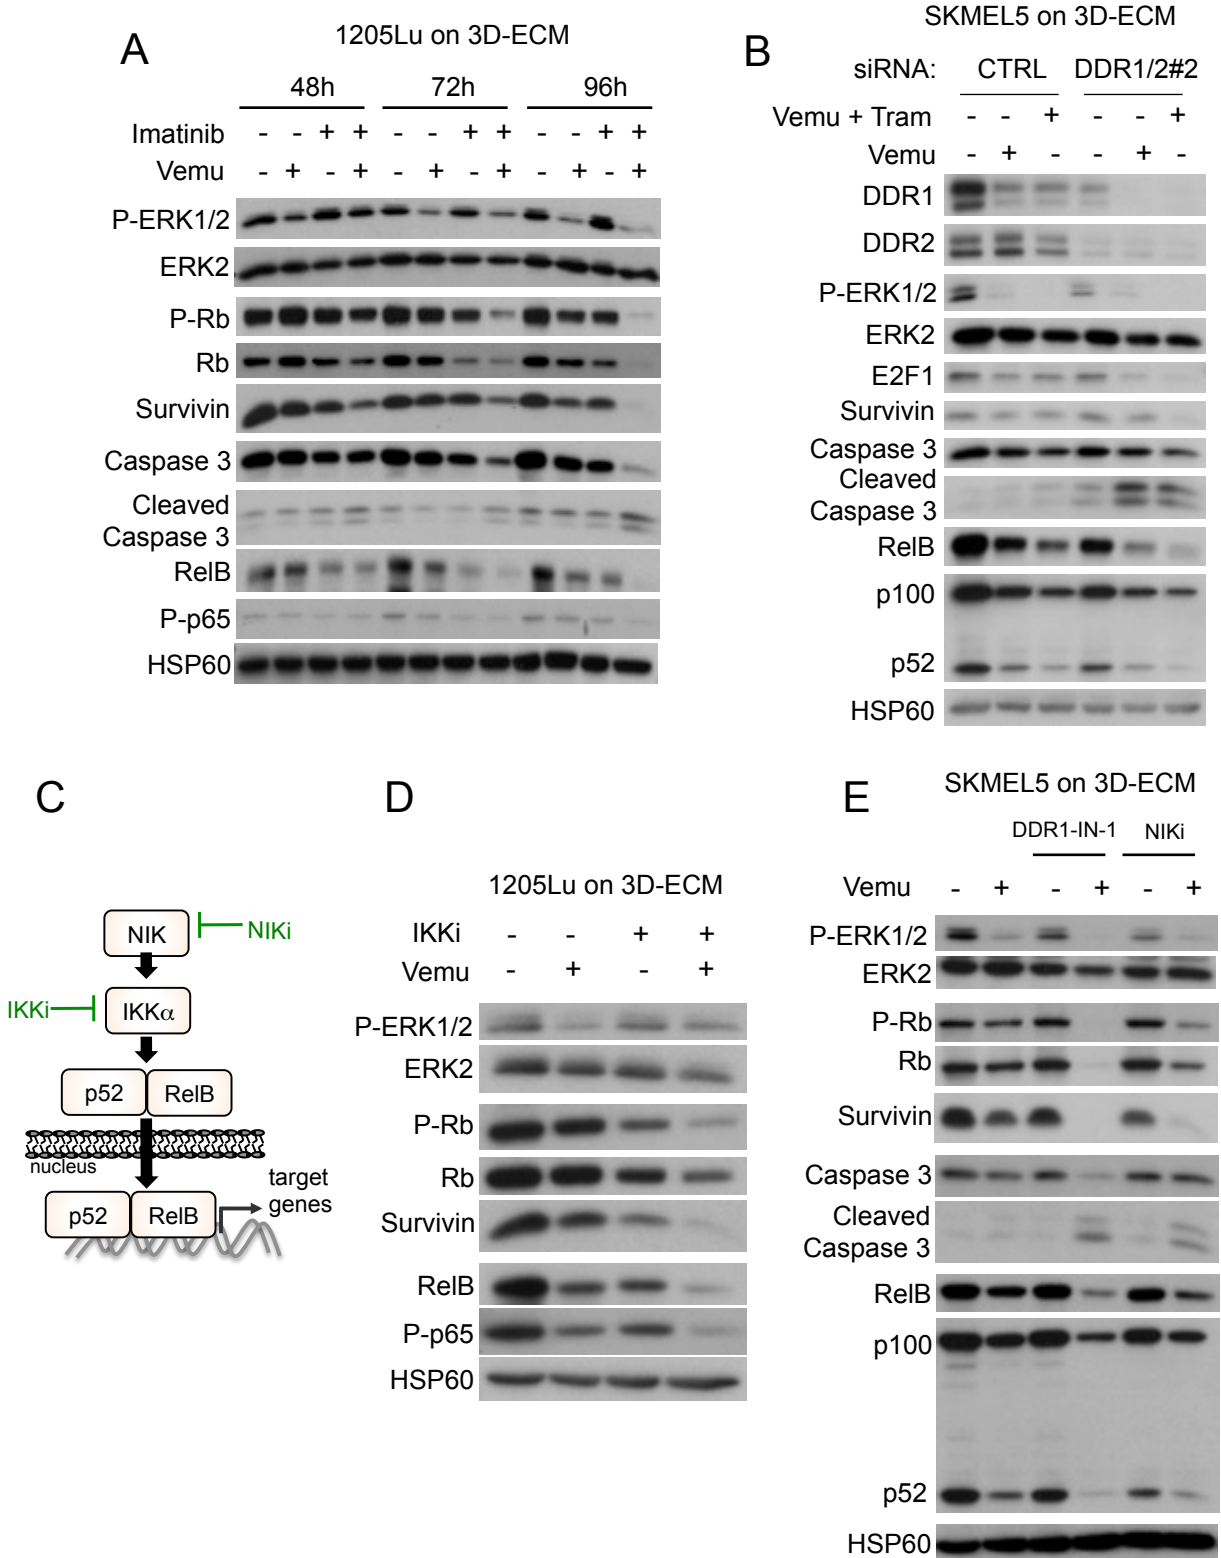 A
1205Lu on 3D-ECM
48h 72h 96h
Imatinib - - + + - - + + - - + +
Vemu - + - + - + - + - + - +
P-ERK1/2
ERK2
P-Rb
Rb
Survivin
Caspase 3
Cleaved
Caspase 3
RelB
P-p65
HSP60
B
SKMEL5 on 3D-ECM
siRNA: CTRL DDR1/2#2
Vemu + Tram - - + - - +
Vemu - + - - + -
DDR1
DDR2
P-ERK1/2
ERK2
E2F1
Survivin
Caspase 3
Cleaved
Caspase 3
RelB
p100
p52
HSP60
C
NIK
NIKi
IKKi
IKKα
p52 RelB
nucleus
target
genes
p52 RelB
D
1205Lu on 3D-ECM
IKKi - - + +
Vemu - + - +
P-ERK1/2
ERK2
P-Rb
Rb
Survivin
RelB
P-p65
HSP60
E
SKMEL5 on 3D-ECM
DDR1-IN-1 NIKi
Vemu - + - + - +
P-ERK1/2
ERK2
P-Rb
Rb
Survivin
Caspase 3
Cleaved
Caspase 3
RelB
p100
p52
HSP60